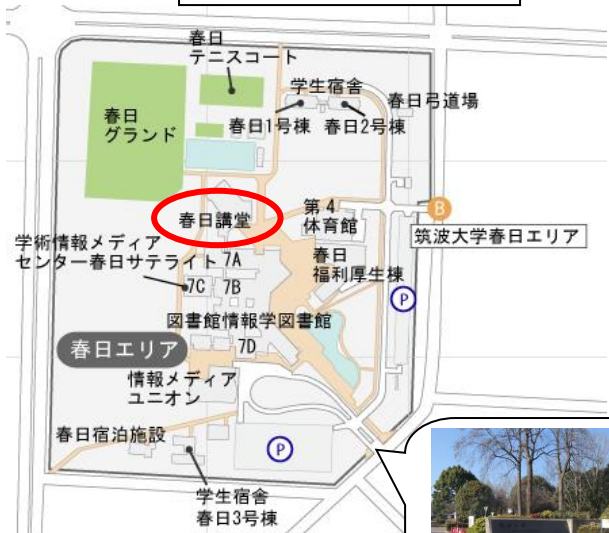 春日
テニスコート
学生宿舎
春日弓道場
春日
グランド
春日1号棟
春日2号棟
春日講堂
第4
体育館
B
筑波大学春日エリア
学術情報メディア
センター春日サテライト
7A
春日
福利厚生棟
7C
7B
P
図書館情報学図書館
春日エリア
7D
情報メディア
ユニオン
春日宿泊施設
P
学生宿舎
春日3号棟